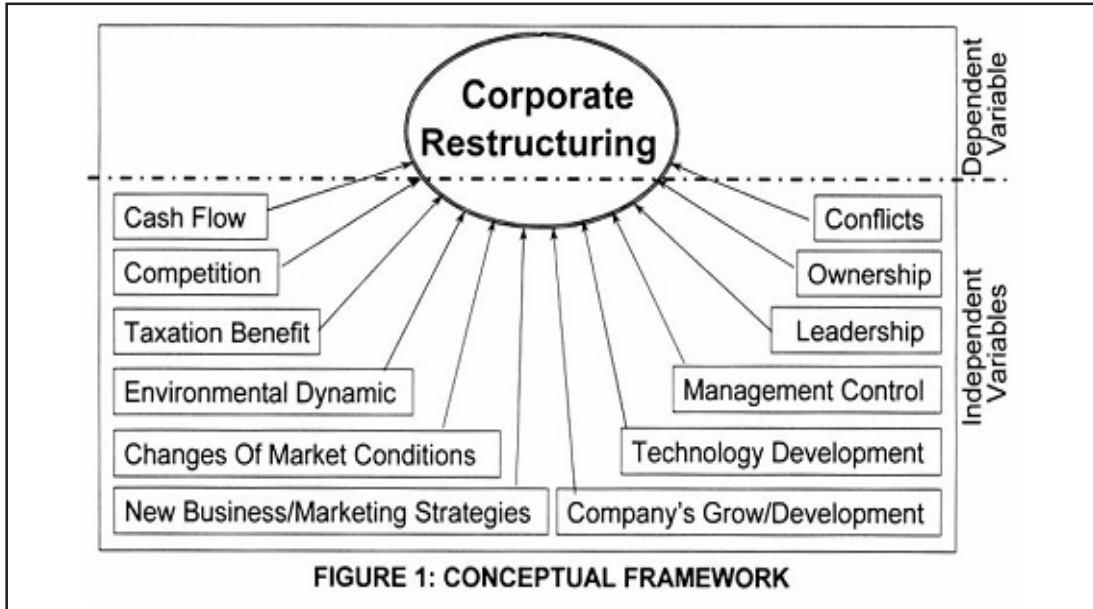 Corporate
Restructuring
Dependent
Variable
Cash Flow
Competition
Taxation Benefit
Environmental Dynamic
Changes Of Market Conditions
New Business/Marketing Strategies
Conflicts
Ownership
Leadership
Management Control
Technology Development
Company's Grow/Development
Independent
Variables
FIGURE 1: CONCEPTUAL FRAMEWORK